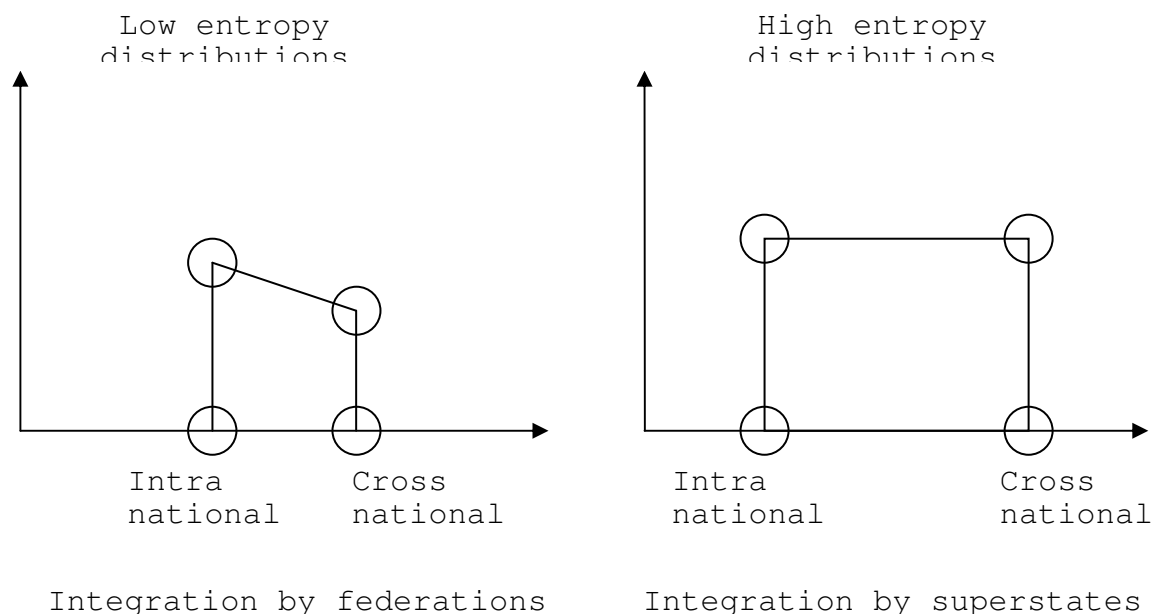 Low entropy
distributions
High entropy
distributions
Intra
national
Cross
national
Intra
national
Cross
national
Integration by federations
Integration by superstates